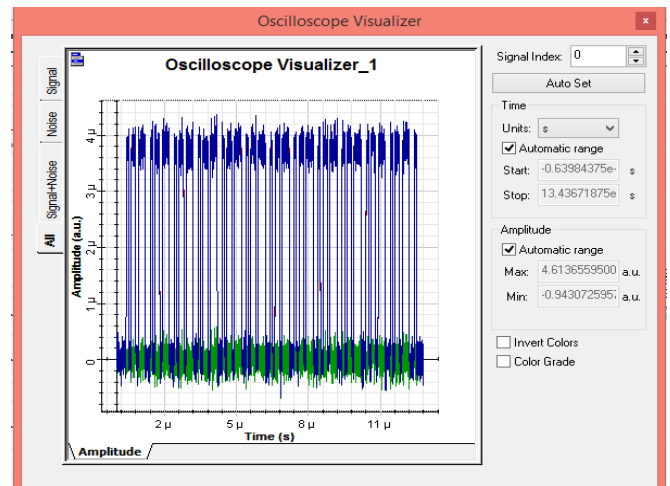 Oscilloscope Visualizer
x
Oscilloscope Visualizer_1
Signal
Noise
Signal+Noise
All
Amplitude (a.u.)
4 µ
3 µ
2 µ
1 µ
0
2 µ
5 µ
8 µ
11 µ
Time (s)
Amplitude
Signal Index: 0
Auto Set
Time
Units: s
Automatic range
Start: -0.63984375e- s
Stop: 13.43671875e s
Amplitude
Automatic range
Max: 4.6136559500 a.u.
Min: -0.943072595 a.u.
Invert Colors
Color Grade